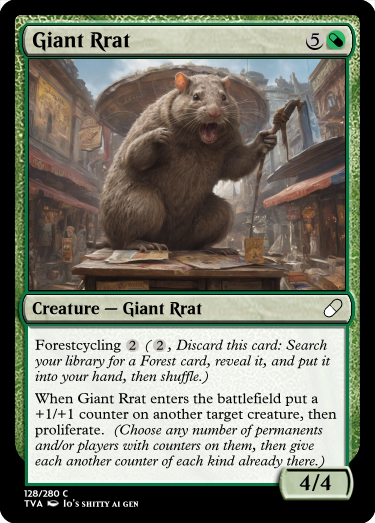 Giant Rrat 5
Creature — Giant Rrat
Forestcycling 2 ( 2, Discard this card: Search
your library for a Forest card, reveal it, and put it
into your hand, then shuffle.)
When Giant Rrat enters the battlefield put a
+1/+1 counter on another target creature, then
proliferate. (Choose any number of permanents
and/or players with counters on them, then give
each another counter of each kind already there.)
4/4
128/280 C
TVA Io's SHITTY AI GEN